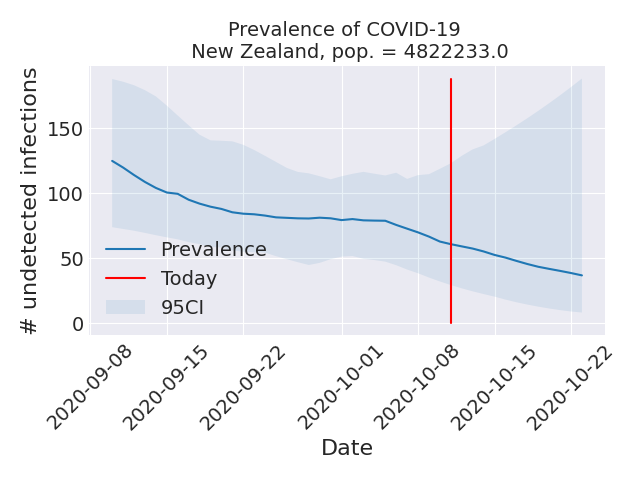 Prevalence of COVID-19
New Zealand, pop. = 4822233.0
# undetected infections
150
100
50
0
Prevalence
Today
95CI
2020-09-08
2020-09-15
2020-09-22
2020-10-01
2020-10-08
2020-10-15
2020-10-22
Date